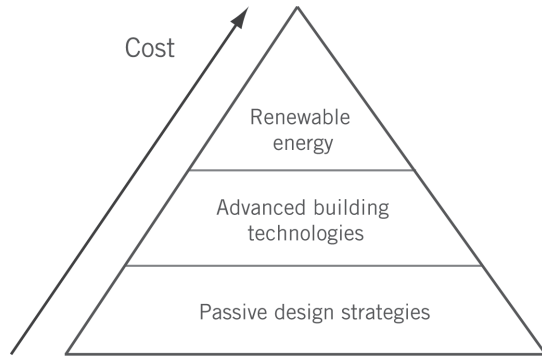 Cost
Renewable
energy
Advanced building
technologies
Passive design strategies